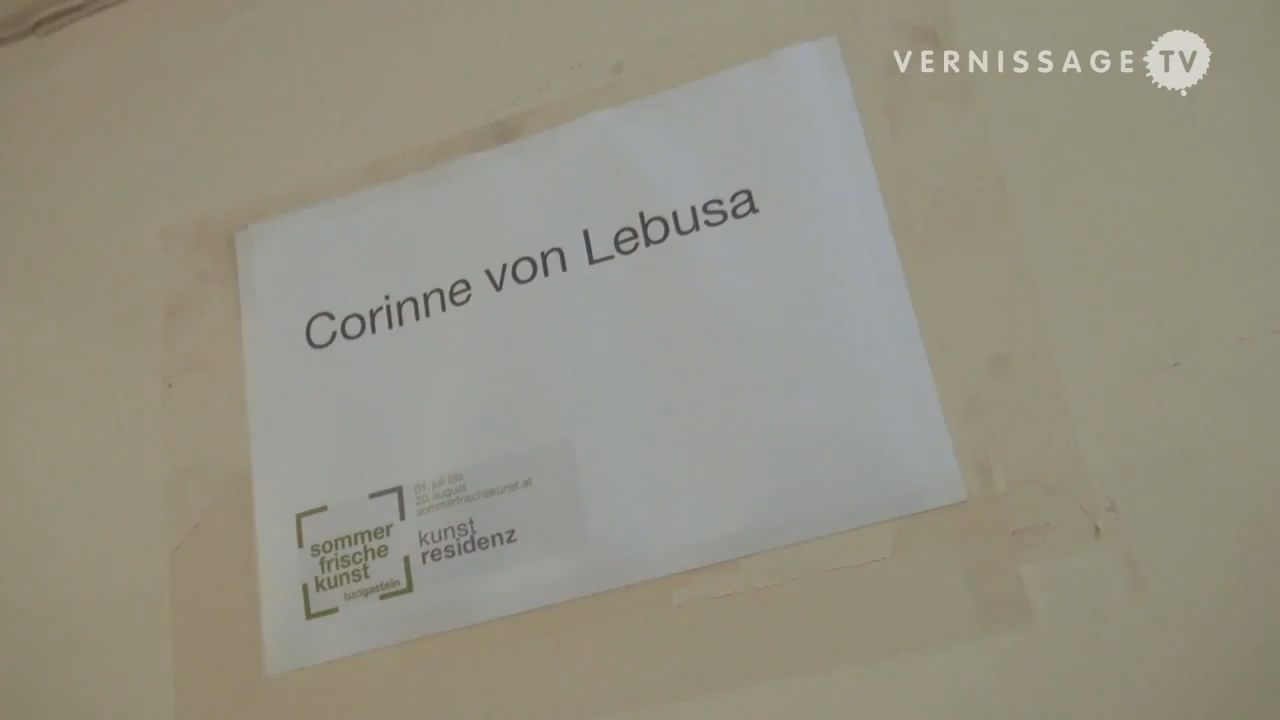 VERNISSAGE TV
Corinne von Lebusa
01. juli bis
20. august
sommerfrischekunst.at
kunst
residenz
sommer
frische
kunst
badgastein